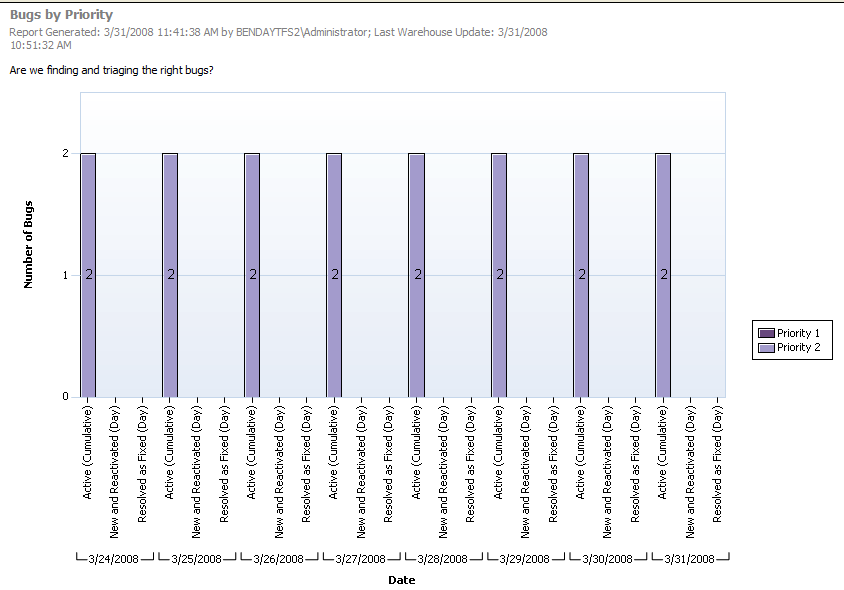 Bugs by Priority
Report Generated: 3/31/2008 11:41:38 AM by BENDAYTFS2\Administrator; Last Warehouse Update: 3/31/2008
10:51:32 AM
Are we finding and triaging the right bugs?
Number of Bugs
2
1
0
2
2
2
2
2
2
2
2
Priority 1
Priority 2
Active (Cumulative)
New and Reactivated (Day)
Resolved as Fixed (Day)
Active (Cumulative)
New and Reactivated (Day)
Resolved as Fixed (Day)
Active (Cumulative)
New and Reactivated (Day)
Resolved as Fixed (Day)
Active (Cumulative)
New and Reactivated (Day)
Resolved as Fixed (Day)
Active (Cumulative)
New and Reactivated (Day)
Resolved as Fixed (Day)
Active (Cumulative)
New and Reactivated (Day)
Resolved as Fixed (Day)
Active (Cumulative)
New and Reactivated (Day)
Resolved as Fixed (Day)
Active (Cumulative)
New and Reactivated (Day)
Resolved as Fixed (Day)
3/24/2008
3/25/2008
3/26/2008
3/27/2008
3/28/2008
3/29/2008
3/30/2008
3/31/2008
Date